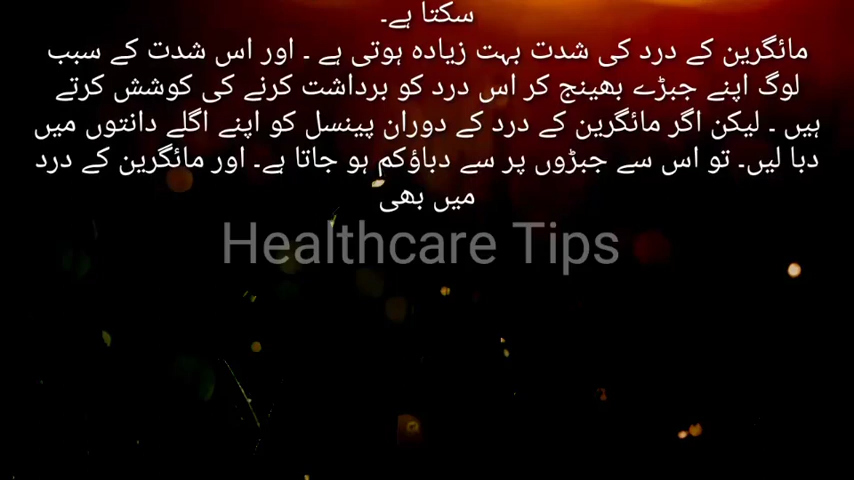 سکتا ہے۔
مائگرین کے درد کی شدت بہت زیادہ ہوتی ہے ۔ اور اس شدت کے سبب
لوگ اپنے جبڑے بھینچ کر اس درد کو برداشت کرنے کی کوشش کرتے
ہیں ۔ لیکن اگر مائگرین کے درد کے دوران پینسل کو اپنے اگلے دانتوں میں
دبا لیں۔ تو اس سے جبڑوں پر سے دباؤکم ہو جاتا ہے۔ اور مائگرین کے درد
میں بھی
Healthcare Tips